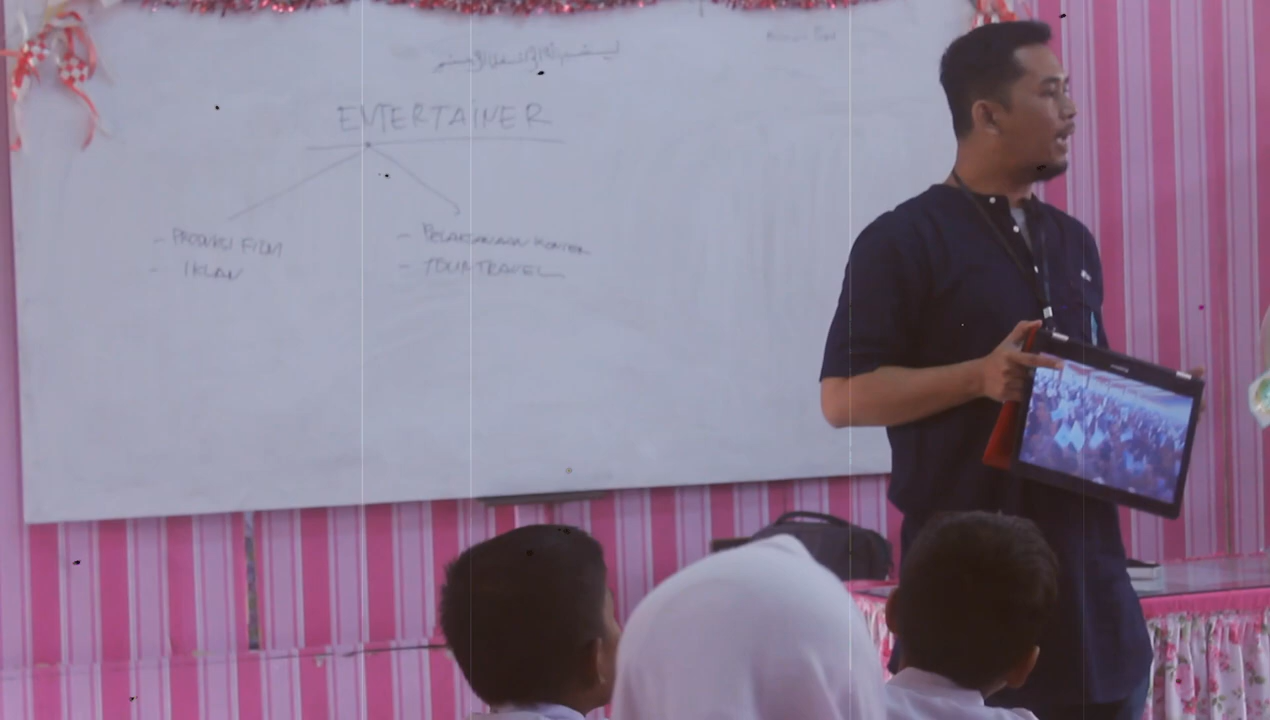 ENTERTAINER
- PRODUKSI FILM
- IKLAN
- PELAKSANAAN KONSER
- TOUR TRAVEL